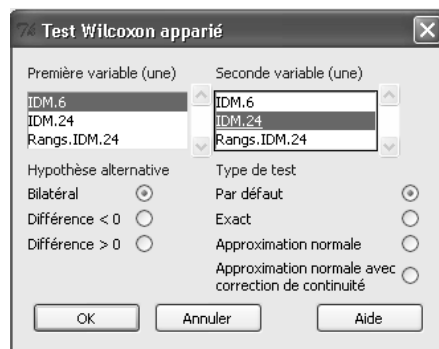 Test Wilcoxon apparié
Première variable (une)
IDM.6
IDM.24
Rangs.IDM.24
Seconde variable (une)
IDM.6
IDM.24
Rangs.IDM.24
Hypothèse alternative
Bilatéral
Différence < 0
Différence > 0
Type de test
Par défaut
Exact
Approximation normale
Approximation normale avec
correction de continuité
OK
Annuler
Aide